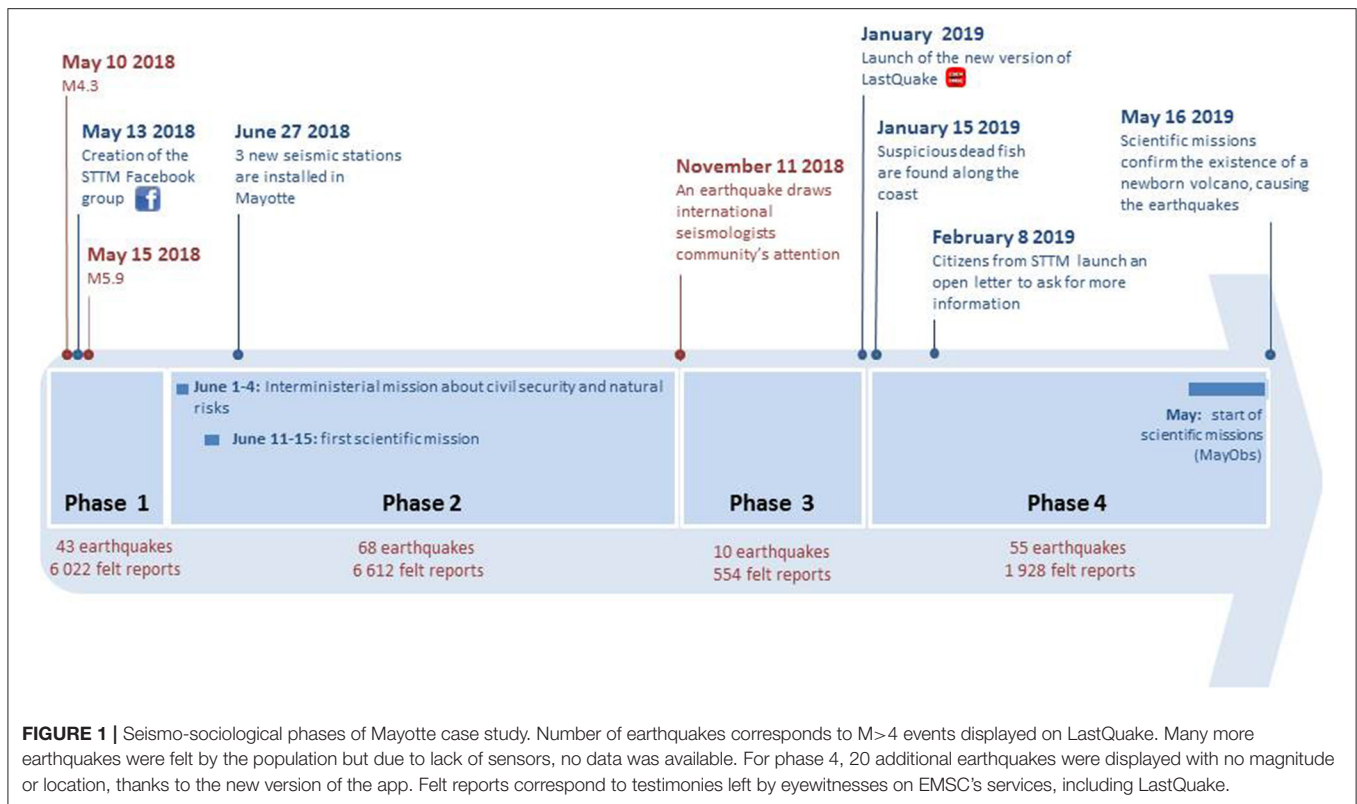 May 10 2018
M4.3
May 13 2018
Creation of the
STTM Facebook
group
May 15 2018
M5.9
June 27 2018
3 new seismic stations
are installed in
Mayotte
November 11 2018
An earthquake draws
international
seismologists
community's attention
January 2019
Launch of the new version of
LastQuake
January 15 2019
Suspicious dead fish
are found along the
coast
February 8 2019
Citizens from STTM launch an
open letter to ask for more
information
May 16 2019
Scientific missions
confirm the existence of a
newborn volcano, causing
the earthquakes
June 1-4: Interministerial mission about civil security and natural
risks
June 11-15: first scientific mission
May: start of
scientific missions
(MayObs)
Phase 1
Phase 2
Phase 3
Phase 4
43 earthquakes
6 022 felt reports
68 earthquakes
6 612 felt reports
10 earthquakes
554 felt reports
55 earthquakes
1 928 felt reports
FIGURE 1 | Seismo-sociological phases of Mayotte case study. Number of earthquakes corresponds to M>4 events displayed on LastQuake. Many more
earthquakes were felt by the population but due to lack of sensors, no data was available. For phase 4, 20 additional earthquakes were displayed with no magnitude
or location, thanks to the new version of the app. Felt reports correspond to testimonies left by eyewitnesses on EMSC's services, including LastQuake.